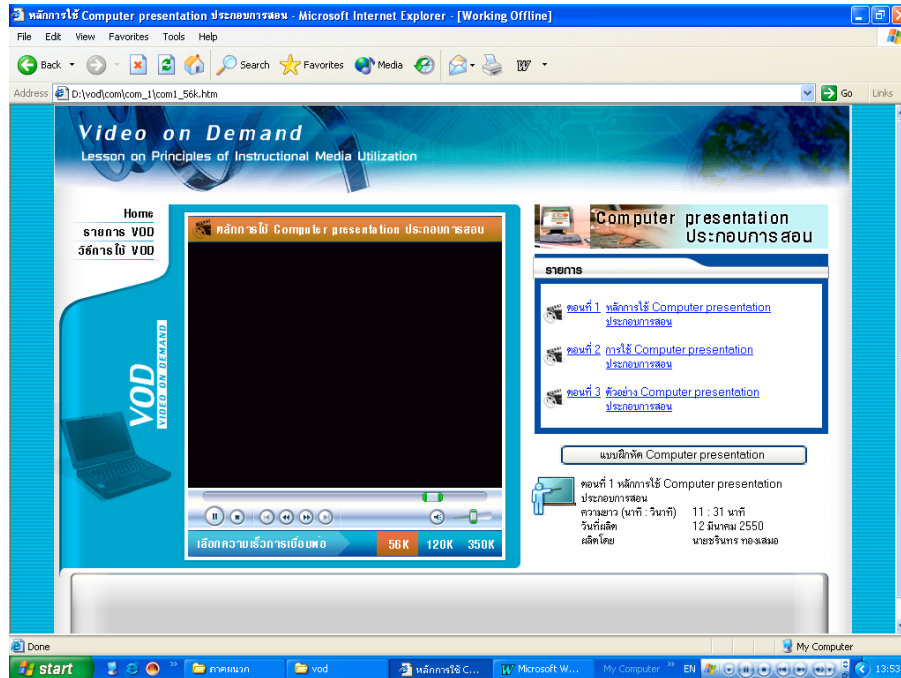 หลักการใช้ Computer presentation ประกอบการสอน - Microsoft Internet Explorer - [Working Offline]
File Edit View Favorites Tools Help
Back Search Favorites Media
Address D:\vod\com\com_1\com1_56k.htm Go Links
Video on Demand
Lesson on Principles of Instructional Media Utilization
Home
รายการ VOD
วิธีการใช้ VOD
VOD
VIDEO ON DEMAND
หลักการใช้ Computer presentation ประกอบการสอน
เลือกความเร็วการเชื่อมต่อ 56K 120K 350K
Computer presentation
ประกอบการสอน
รายการ
ตอนที่ 1 หลักการใช้ Computer presentation
ประกอบการสอน
ตอนที่ 2 การใช้ Computer presentation
ประกอบการสอน
ตอนที่ 3 ตัวอย่าง Computer presentation
ประกอบการสอน
แบบฝึกหัด Computer presentation
ตอนที่ 1 หลักการใช้ Computer presentation
ประกอบการสอน
ความยาว (นาที : วินาที) 11 : 31 นาที
วันที่ผลิต 12 มีนาคม 2550
ผลิตโดย นายชรินทร ทองเสมอ
Done My Computer
start ภาคผนวก vod หลักการใช้ C... Microsoft W... My Computer EN 13:53